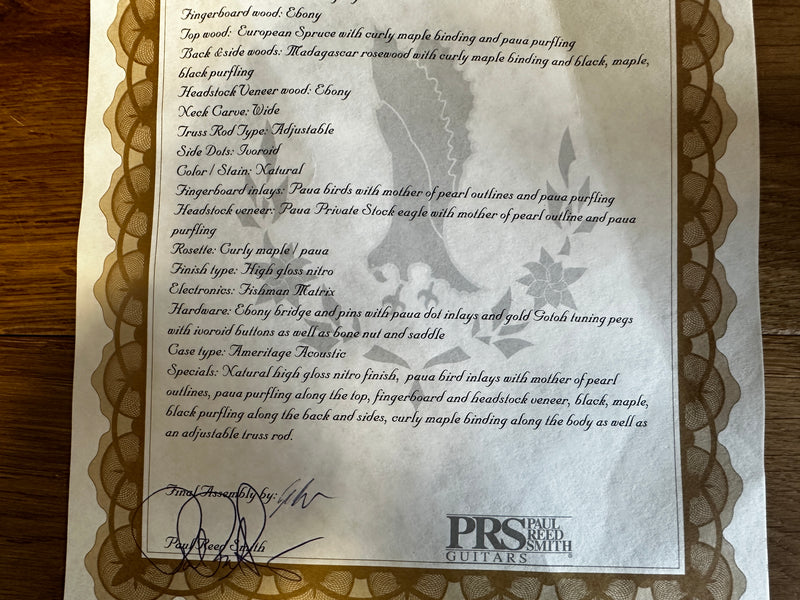 Fingerboard wood: Ebony
Top wood: European Spruce with curly maple binding and paua purfling
Back & side woods: Madagascar rosewood with curly maple binding and black, maple,
black purfling
Headstock Veneer wood: Ebony
Neck Carve: Wide
Truss Rod Type: Adjustable
Side Dots: Ivoroid
Color / Stain: Natural
Fingerboard inlays: Paua birds with mother of pearl outlines and paua purfling
Headstock veneer: Paua Private Stock eagle with mother of pearl outline and paua
purfling
Rosette: Curly maple / paua
Finish type: High gloss nitro
Electronics: Fishman Matrix
Hardware: Ebony bridge and pins with paua dot inlays and gold Gotoh tuning pegs
with ivoroid buttons as well as bone nut and saddle
Case type: Ameritage Acoustic
Specials: Natural high gloss nitro finish, paua bird inlays with mother of pearl
outlines, paua purfling along the top, fingerboard and headstock veneer, black, maple,
black purfling along the back and sides, curly maple binding along the body as well as
an adjustable truss rod.
Final Assembly by:
Paul Reed Smith
PRS PAUL
REED
SMITH
GUITARS